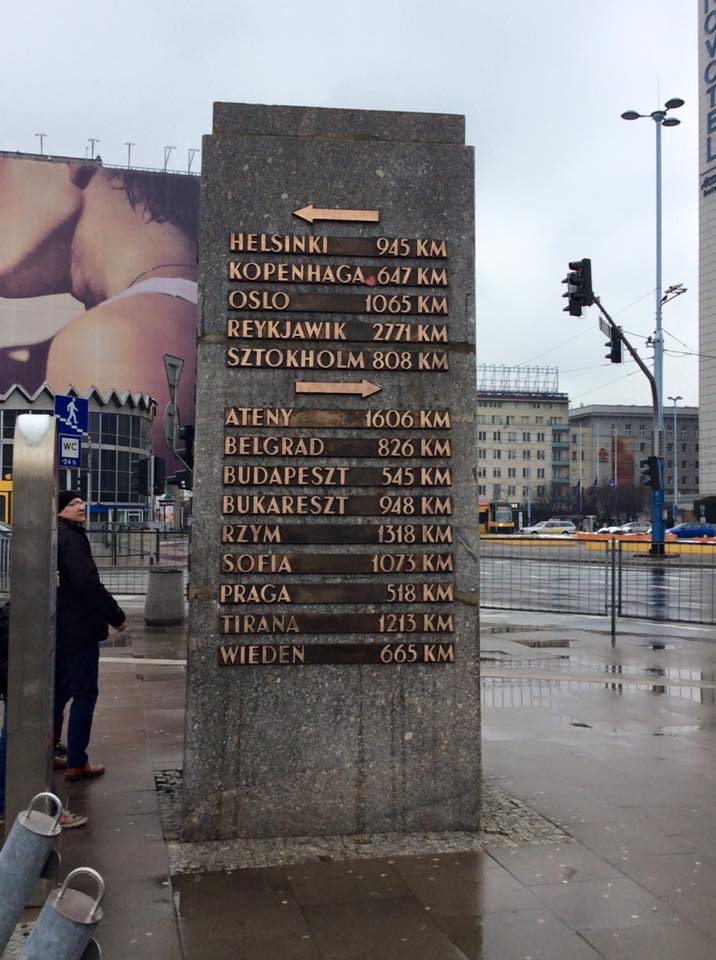 HELSINKI 945 KM
KOPENHAGA 647 KM
OSLO 1065 KM
REYKJAWIK 2771 KM
SZTOKHOLM 808 KM
ATENY 1606 KM
BELGRAD 826 KM
BUDAPESZT 545 KM
BUKARESZT 948 KM
RZYM 1318 KM
SOFIA 1073 KM
PRAGA 518 KM
TIRANA 1213 KM
WIEDEN 665 KM
WC
24 h
NOVOTEL